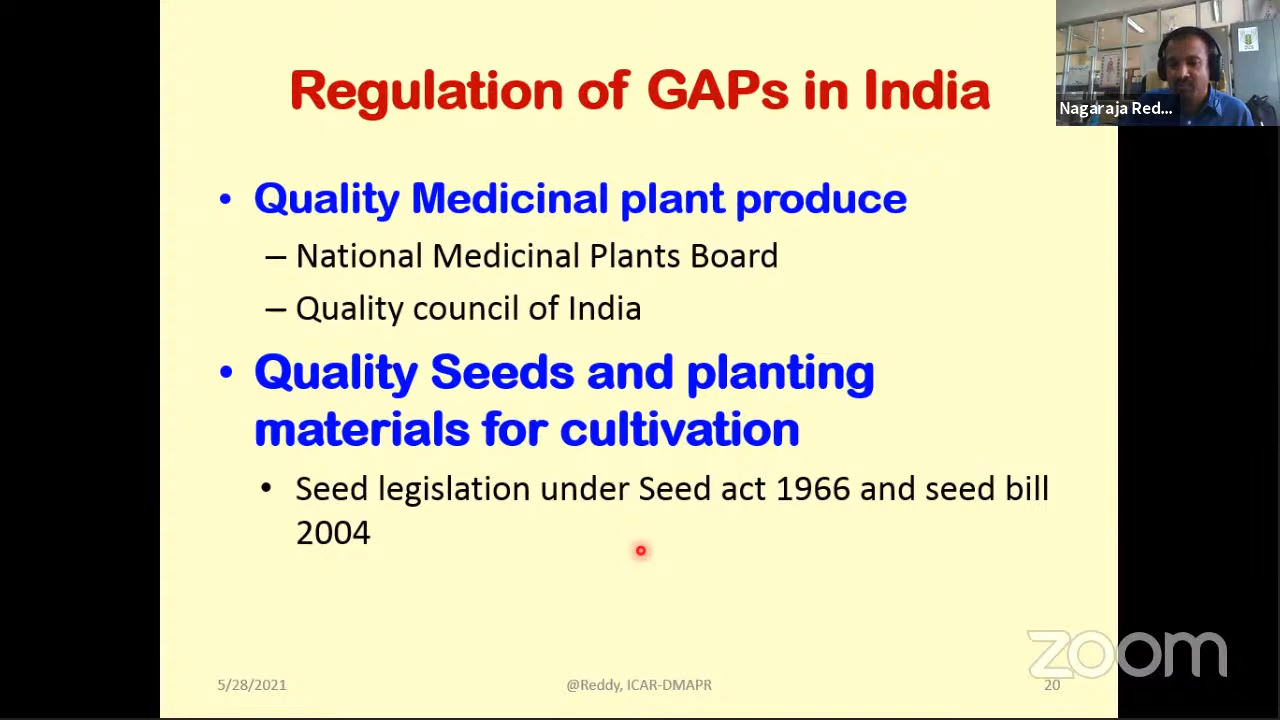 Regulation of GAPs in India
Nagaraja Red...
• Quality Medicinal plant produce
– National Medicinal Plants Board
– Quality council of India
• Quality Seeds and planting
materials for cultivation
• Seed legislation under Seed act 1966 and seed bill
2004
zoom
5/28/2021
@Reddy, ICAR-DMAPR
20